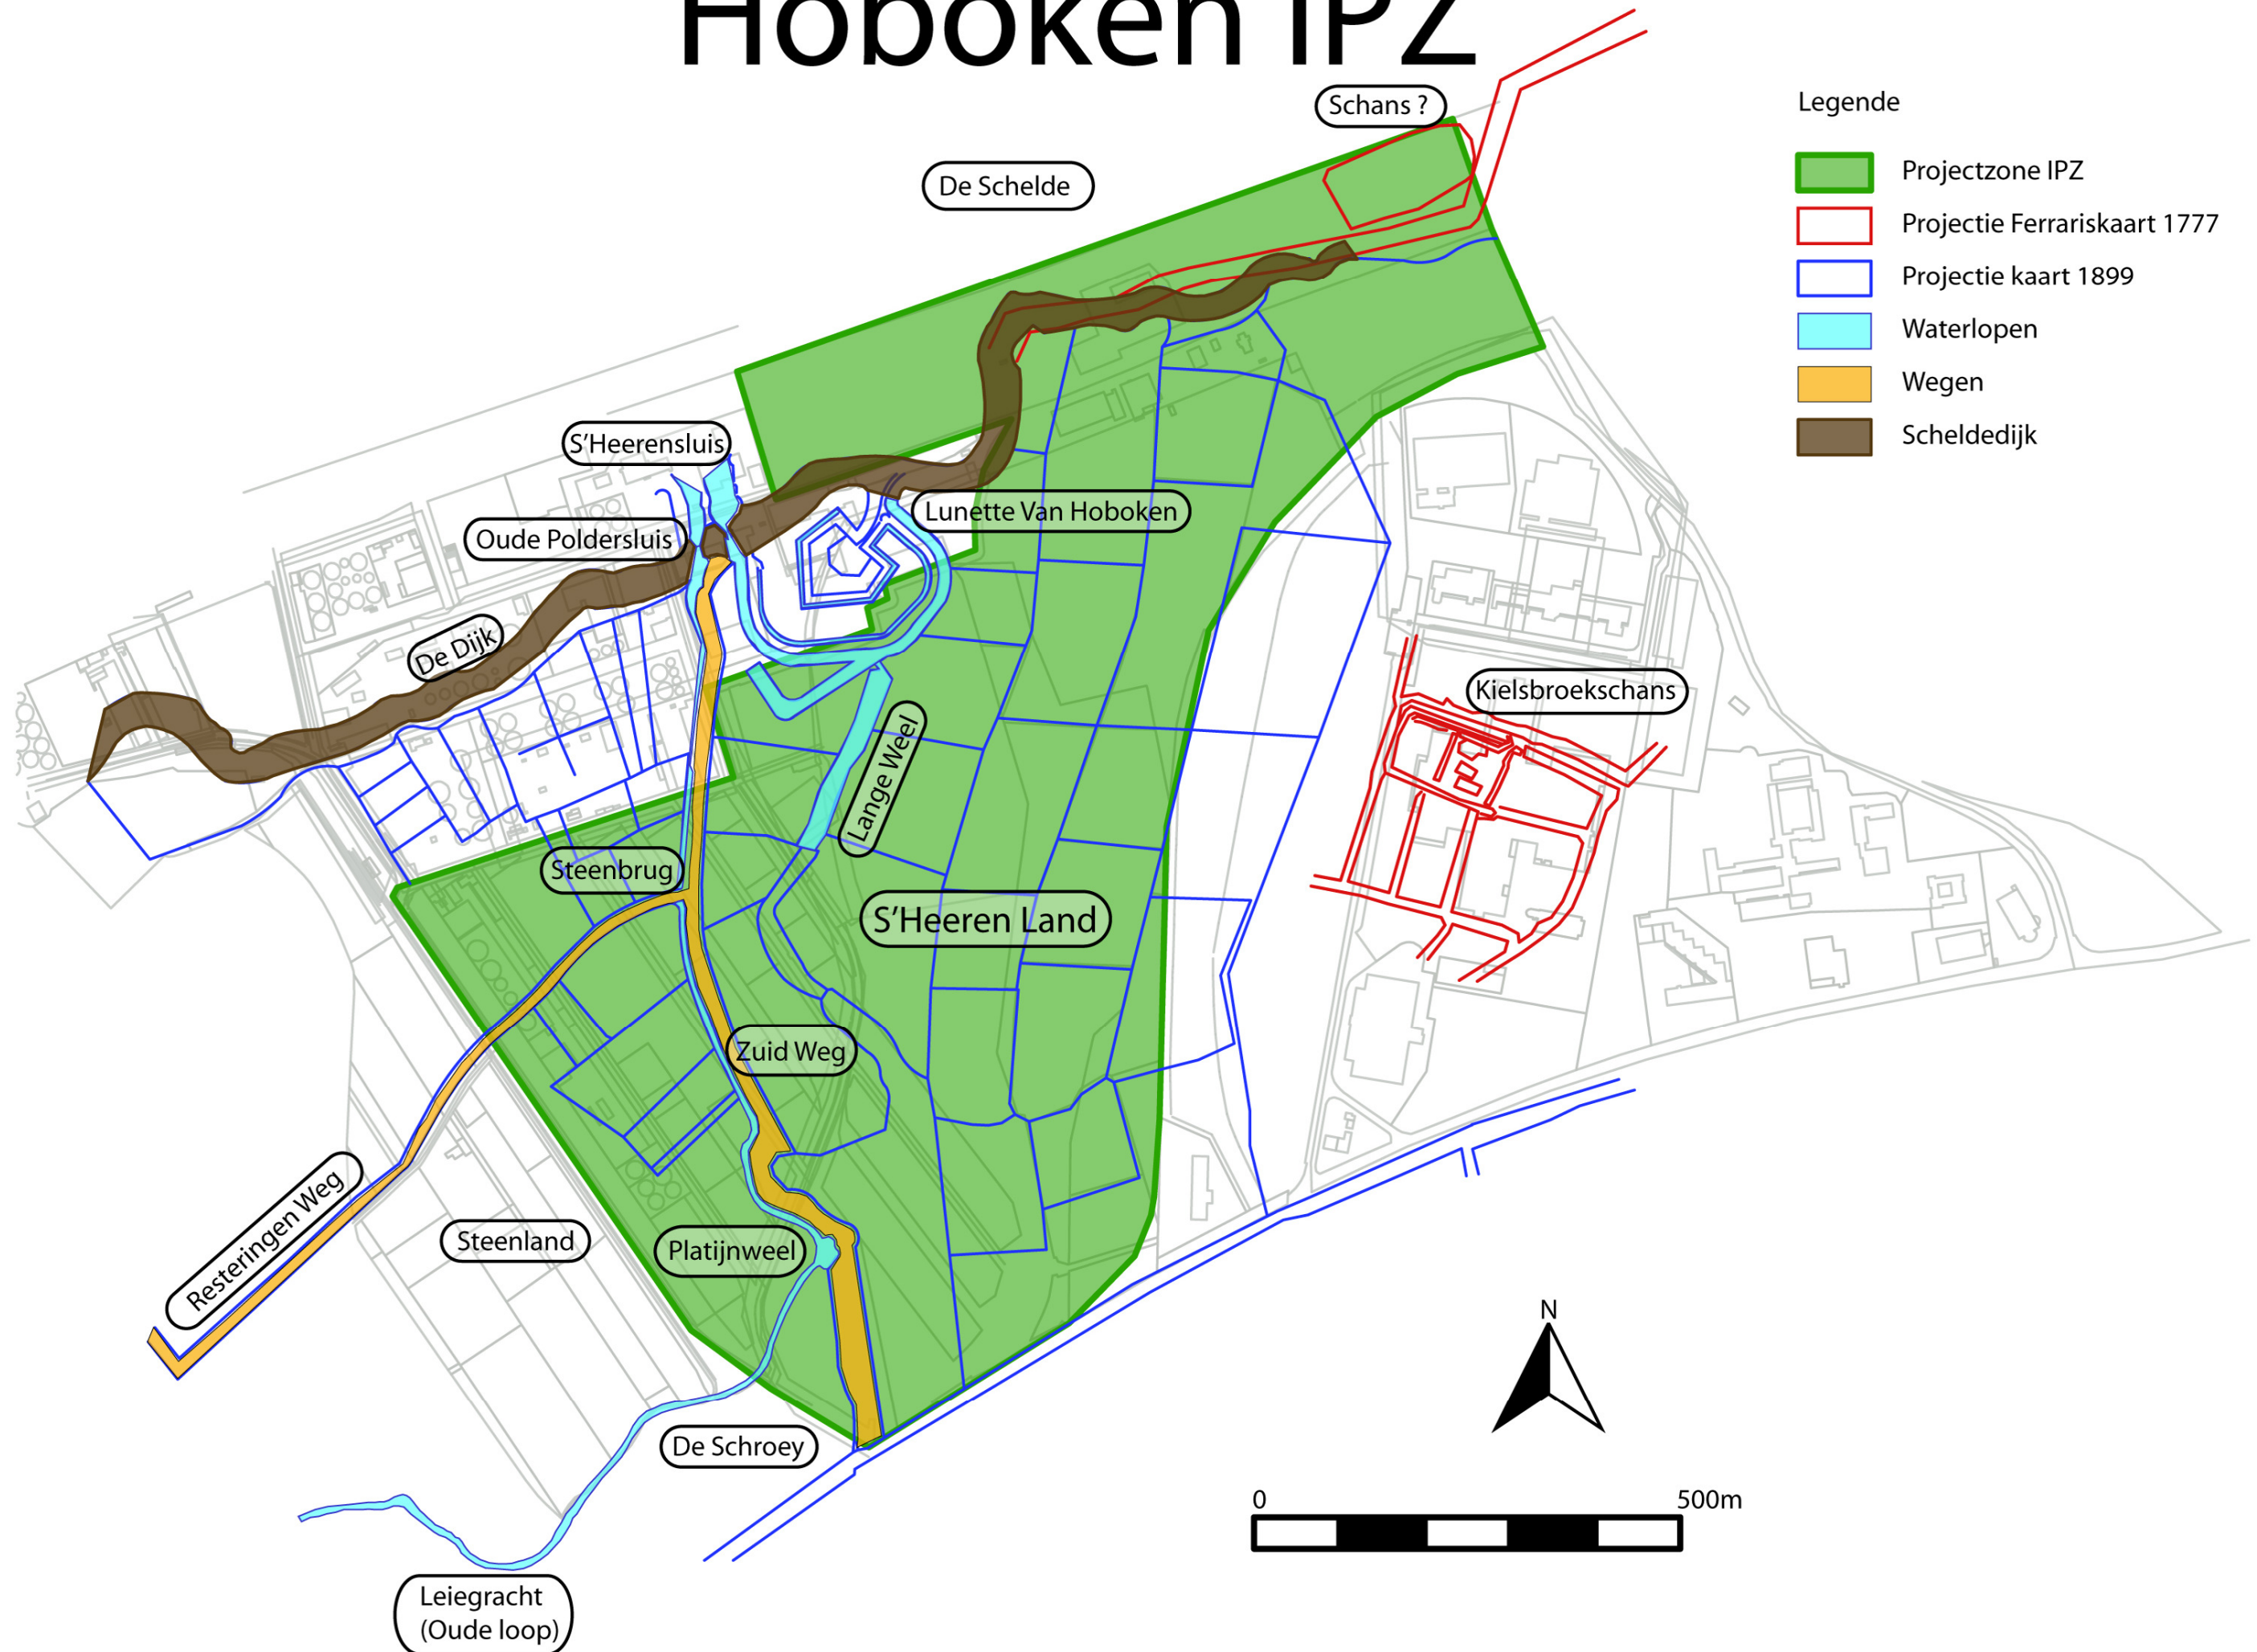 Hoboken IPZ
Schans ?
Legende
De Schelde
Projectzone IPZ
Projectie Ferrariskaart 1777
Projectie kaart 1899
Waterlopen
Wegen
Scheldedijk
S'Heerensluis
Lunette Van Hoboken
Oude Poldersluis
De Dijk
Kielsbroekschans
Lange Weel
Steenbrug
S'Heeren Land
Zuid Weg
Resteringen Weg
Steenland
Platijnweel
N
De Schroey
0 500m
Leiegracht
(Oude loop)